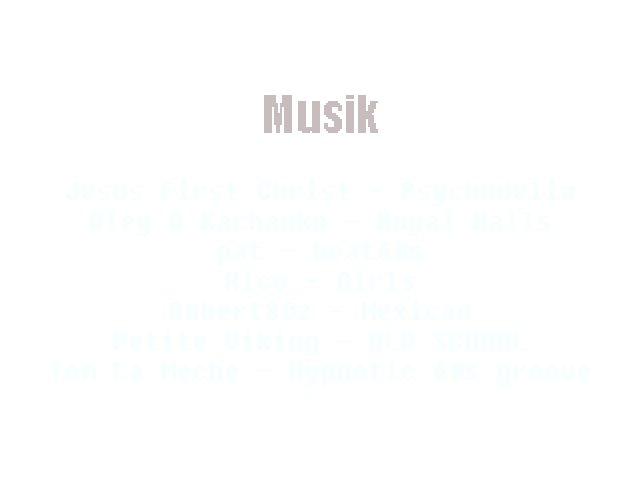 Musik
Jesus First Christ - Psychodelia
Oleg O Kachanko - Royal Halls
pat - beat60s
Rico - Girls
Robert80z - Mexican
Petite Viking - OLD SCHOOL
Tom La Meche - Hypnotic 60s groove